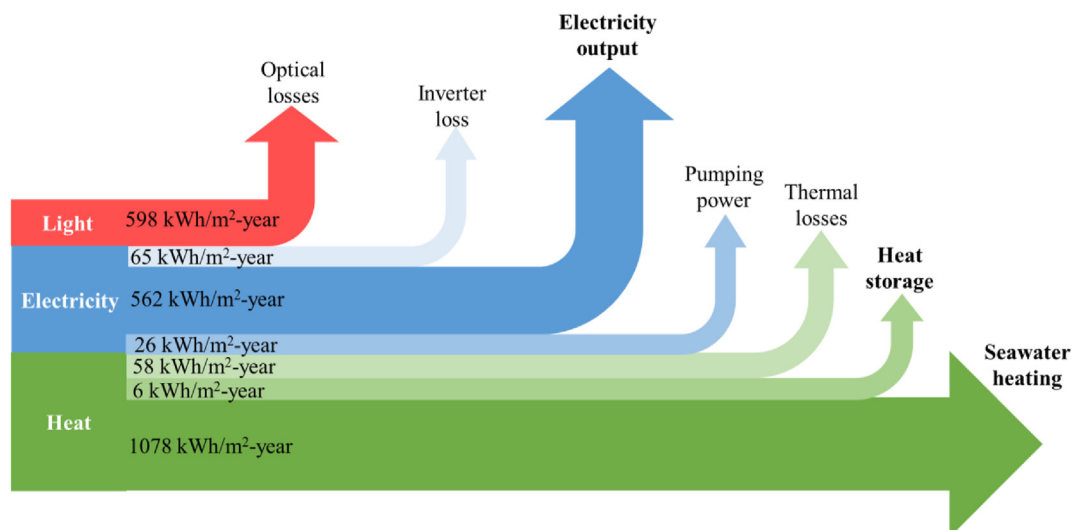 Electricity
output
Optical
losses
Inverter
loss
Pumping
power
Thermal
losses
Light
598 kWh/m²-year
65 kWh/m²-year
Heat
storage
Electricity
562 kWh/m²-year
26 kWh/m²-year
58 kWh/m²-year
6 kWh/m²-year
Seawater
heating
Heat
1078 kWh/m²-year